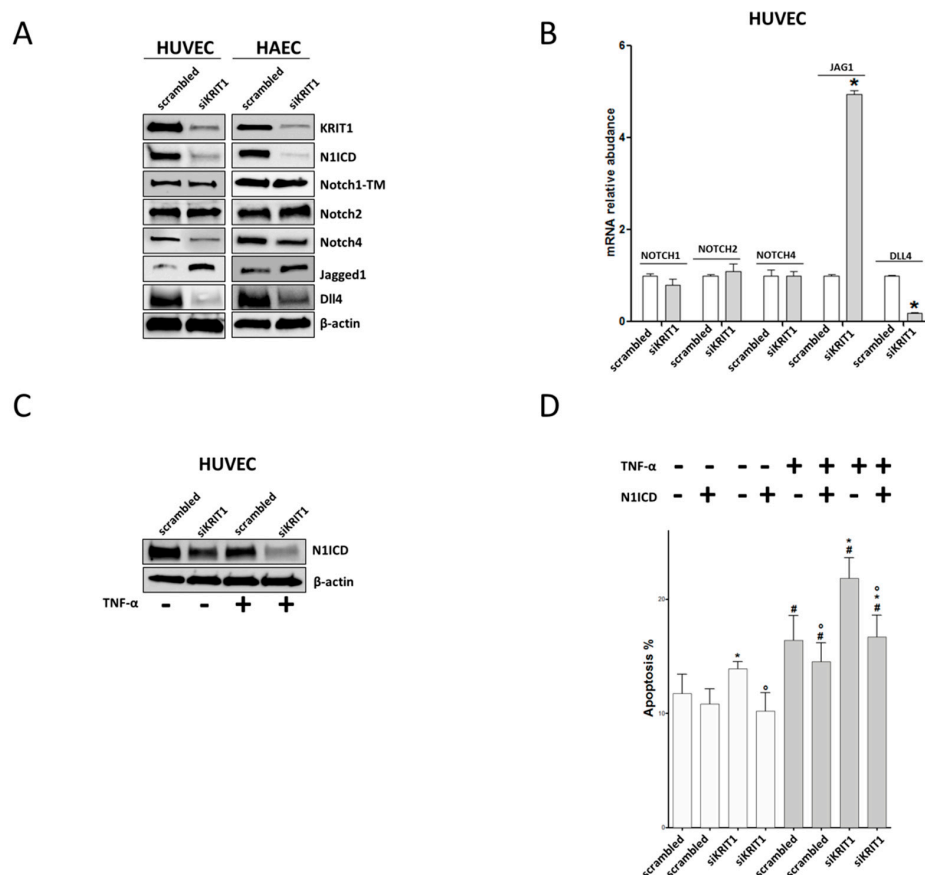 A
HUVEC HAEC
scrambled siKRIT1 scrambled siKRIT1
KRIT1
N1ICD
Notch1-TM
Notch2
Notch4
Jagged1
Dll4
β-actin
B
HUVEC
mRNA relative abudance
6
4
2
0
NOTCH1 NOTCH2 NOTCH4 JAG1 DLL4
* *
scrambled siKRIT1 scrambled siKRIT1 scrambled siKRIT1 scrambled siKRIT1 scrambled siKRIT1
C
HUVEC
scrambled siKRIT1 scrambled siKRIT1
N1ICD
β-actin
TNF-α - - + +
D
TNF-α - - - - + + + +
N1ICD - + - + - + - +
Apoptosis %
20
10
0
* ° # ° # * # ° * #
scrambled scrambled siKRIT1 siKRIT1 scrambled scrambled siKRIT1 siKRIT1